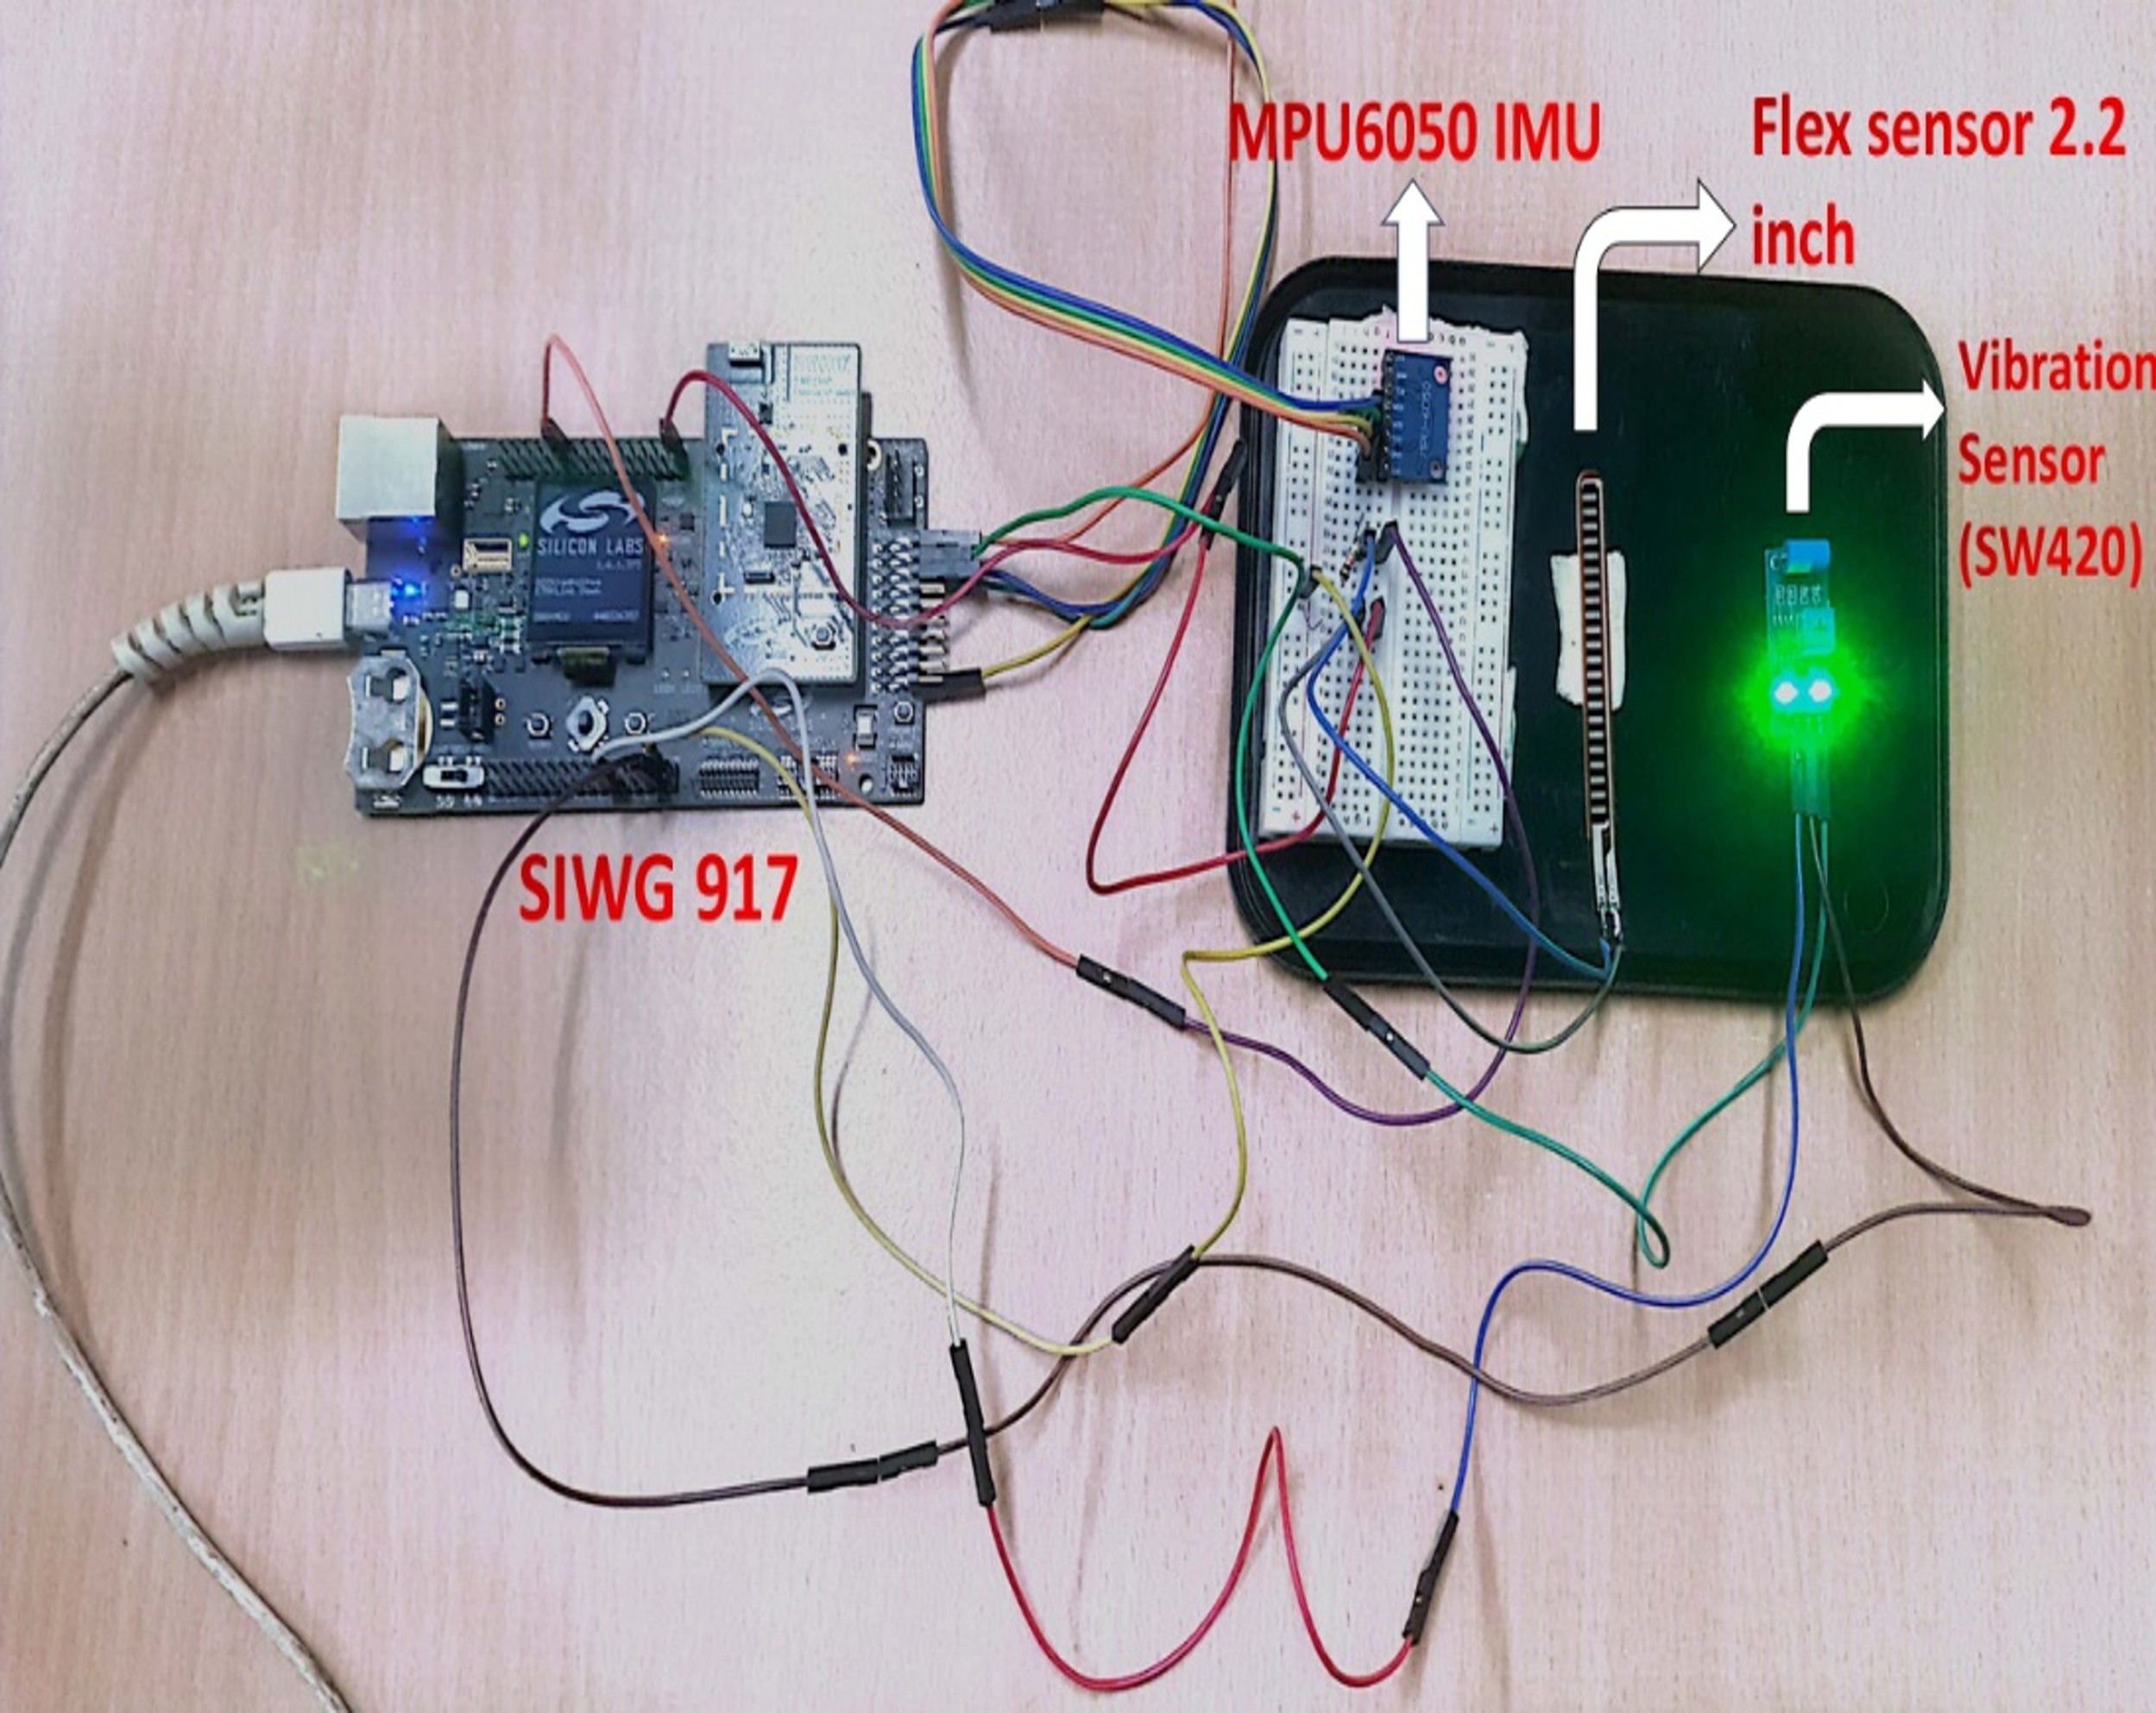 MPU6050 IMU
Flex sensor 2.2
inch
Vibration
Sensor
(SW420)
SILICON LABS
SIWG 917